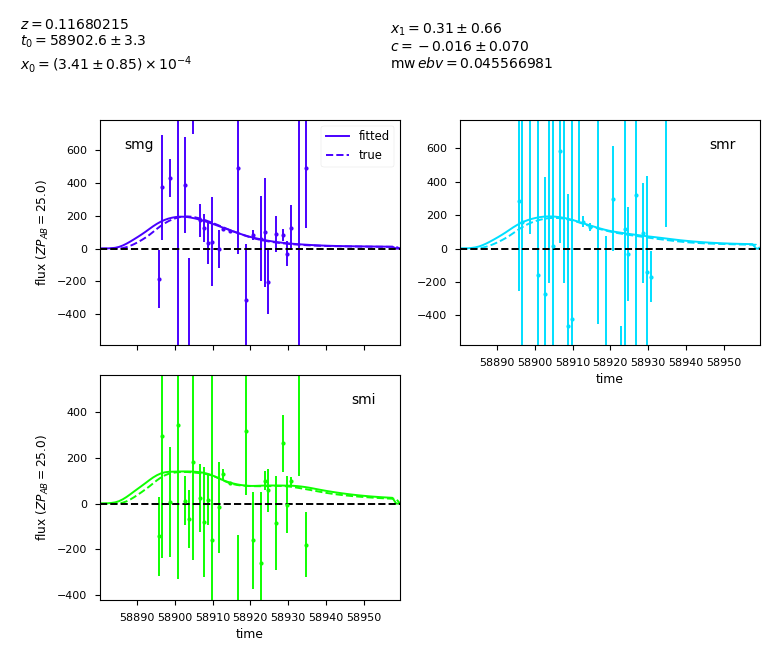 z = 0.11680215
t₀ = 58902.6 ± 3.3
x₀ = (3.41 ± 0.85) × 10⁻⁴
x₁ = 0.31 ± 0.66
c = −0.016 ± 0.070
mw ebv = 0.045566981
smg
fitted
true
600
400
200
0
−200
−400
flux (ZP_AB = 25.0)
smr
600
400
200
0
−200
−400
58890 58900 58910 58920 58930 58940 58950
time
smi
400
200
0
−200
−400
flux (ZP_AB = 25.0)
58890 58900 58910 58920 58930 58940 58950
time